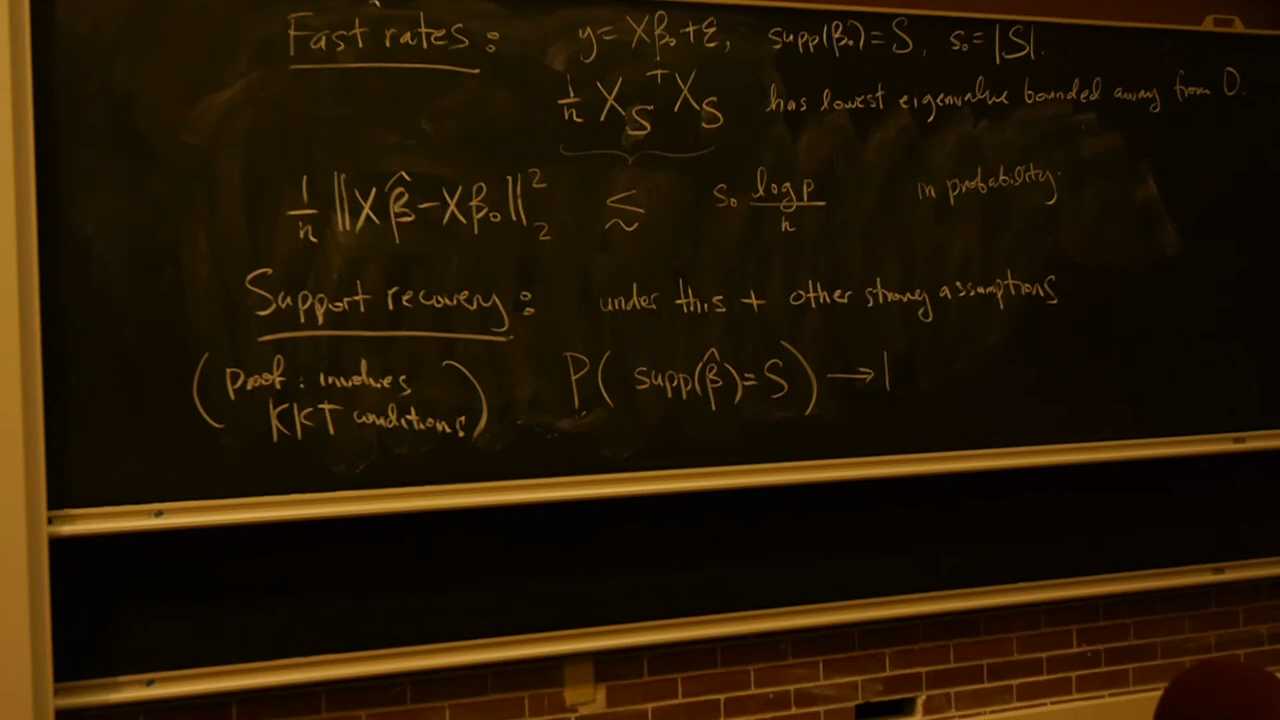 Fast rates: y = Xβ₀ + ε, supp(β₀) = S, s₀ = |S|.
1/n X_S^T X_S has lowest eigenvalue bounded away from 0.
1/n ‖Xβ̂ − Xβ₀‖₂² ≲ s₀ log p / n in probability.
Support recovery: under this + other strong assumptions
(Proof: involves KKT conditions) P(supp(β̂) = S) → 1